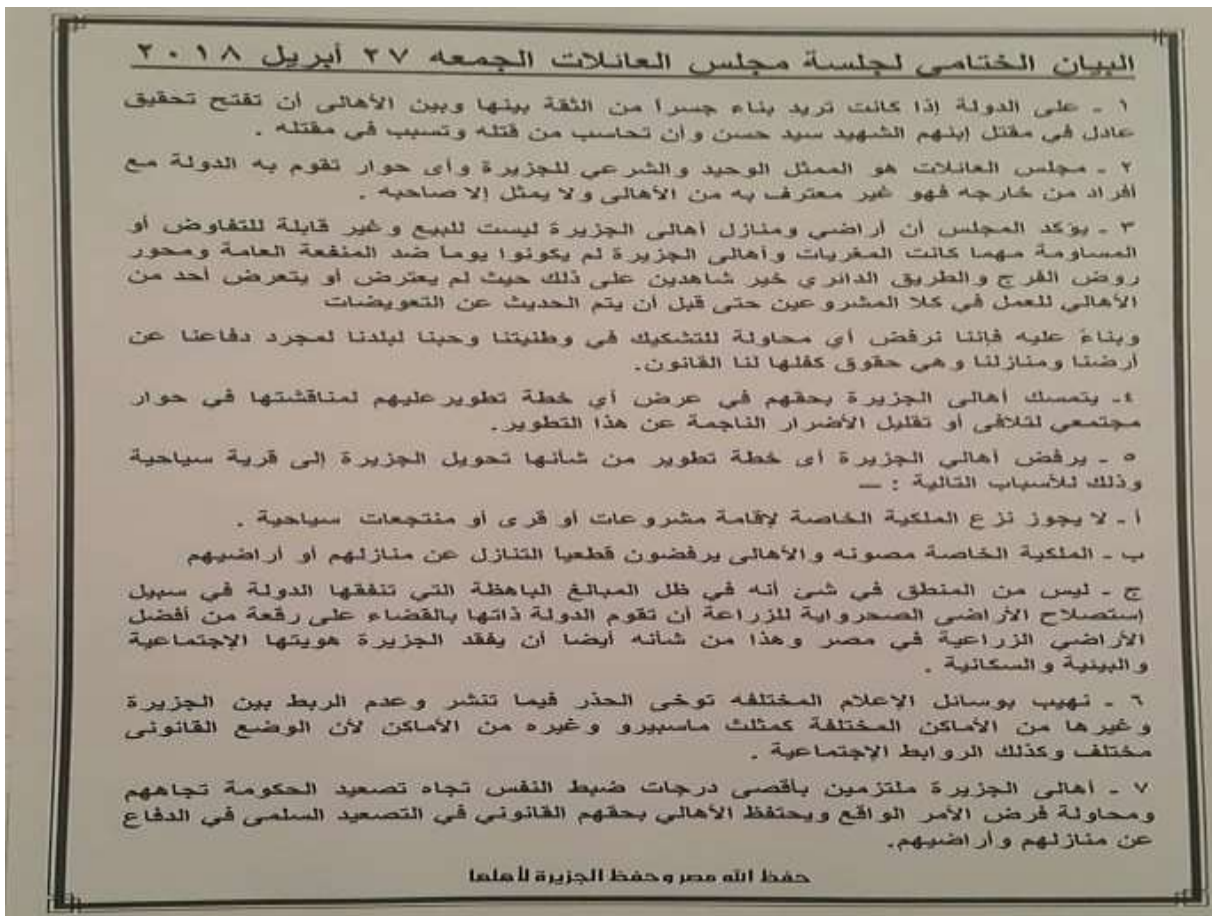 البيان الختامى لجلسة مجلس العائلات الجمعه ٢٧ أبريل ٢٠١٨
١ ـ على الدولة إذا كانت تريد بناء جسراً من الثقة بينها وبين الأهالى أن تفتح تحقيق
عادل في مقتل إبنهم الشهيد سيد حسن وأن تحاسب من قتله وتسبب في مقتله .
٢ ـ مجلس العائلات هو الممثل الوحيد والشرعي للجزيرة وأى حوار تقوم به الدولة مع
أفراد من خارجه فهو غير معترف به من الأهالى ولا يمثل إلا صاحبه .
٣ ـ يؤكد المجلس أن أراضي ومنازل أهالى الجزيرة ليست للبيع وغير قابلة للتفاوض أو
المساومة مهما كانت المغريات وأهالى الجزيرة لم يكونوا يوماً ضد المنفعة العامة ومحور
روض الفرج والطريق الدائري خير شاهدين على ذلك حيث لم يعترض أو يتعرض أحد من
الأهالي للعمل في كلا المشروعين حتى قبل أن يتم الحديث عن التعويضات
وبناءً عليه فإننا نرفض أي محاولة للتشكيك في وطنيتنا وحبنا لبلدنا لمجرد دفاعنا عن
أرضنا ومنازلنا وهي حقوق كفلها لنا القانون.
٤ـ يتمسك أهالى الجزيرة بحقهم في عرض أي خطة تطوير عليهم لمناقشتها في حوار
مجتمعي لتلافى أو تقليل الأضرار الناجمة عن هذا التطوير.
٥ ـ يرفض أهالي الجزيرة أى خطة تطوير من شأنها تحويل الجزيرة إلى قرية سياحية
وذلك للأسباب التالية : ــ
أ ـ لا يجوز نزع الملكية الخاصة لإقامة مشروعات أو قرى أو منتجعات سياحية .
ب ـ الملكية الخاصة مصونه والأهالى يرفضون قطعيا التنازل عن منازلهم أو أراضيهم
ج ـ ليس من المنطق في شئ أنه في ظل المبالغ الباهظة التي تنفقها الدولة في سبيل
إستصلاح الأراضى الصحرواية للزراعة أن تقوم الدولة ذاتها بالقضاء على رقعة من أفضل
الأراضي الزراعية في مصر وهذا من شأنه أيضا أن يفقد الجزيرة هويتها الإجتماعية
والبيئية والسكانية .
٦ ـ نهيب بوسائل الإعلام المختلفه توخى الحذر فيما تنشر وعدم الربط بين الجزيرة
وغيرها من الأماكن المختلفة كمثلث ماسبيرو وغيره من الأماكن لأن الوضع القانونى
مختلف وكذلك الروابط الإجتماعية .
٧ ـ أهالى الجزيرة ملتزمين بأقصى درجات ضبط النفس تجاه تصعيد الحكومة تجاههم
ومحاولة فرض الأمر الواقع ويحتفظ الأهالي بحقهم القانوني في التصعيد السلمى في الدفاع
عن منازلهم وأراضيهم.
حفظ الله مصر وحفظ الجزيرة لأهلها